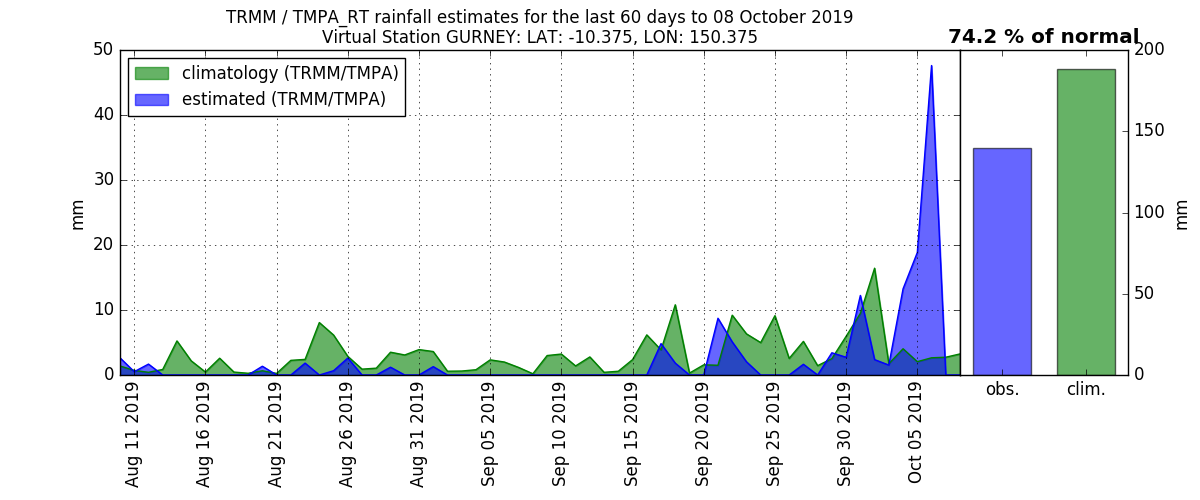 TRMM / TMPA_RT rainfall estimates for the last 60 days to 08 October 2019
Virtual Station GURNEY: LAT: -10.375, LON: 150.375
74.2 % of normal
climatology (TRMM/TMPA)
estimated (TRMM/TMPA)
50
40
30
20
10
0
mm
Aug 11 2019
Aug 16 2019
Aug 21 2019
Aug 26 2019
Aug 31 2019
Sep 05 2019
Sep 10 2019
Sep 15 2019
Sep 20 2019
Sep 25 2019
Sep 30 2019
Oct 05 2019
obs.
clim.
200
150
100
50
0
mm